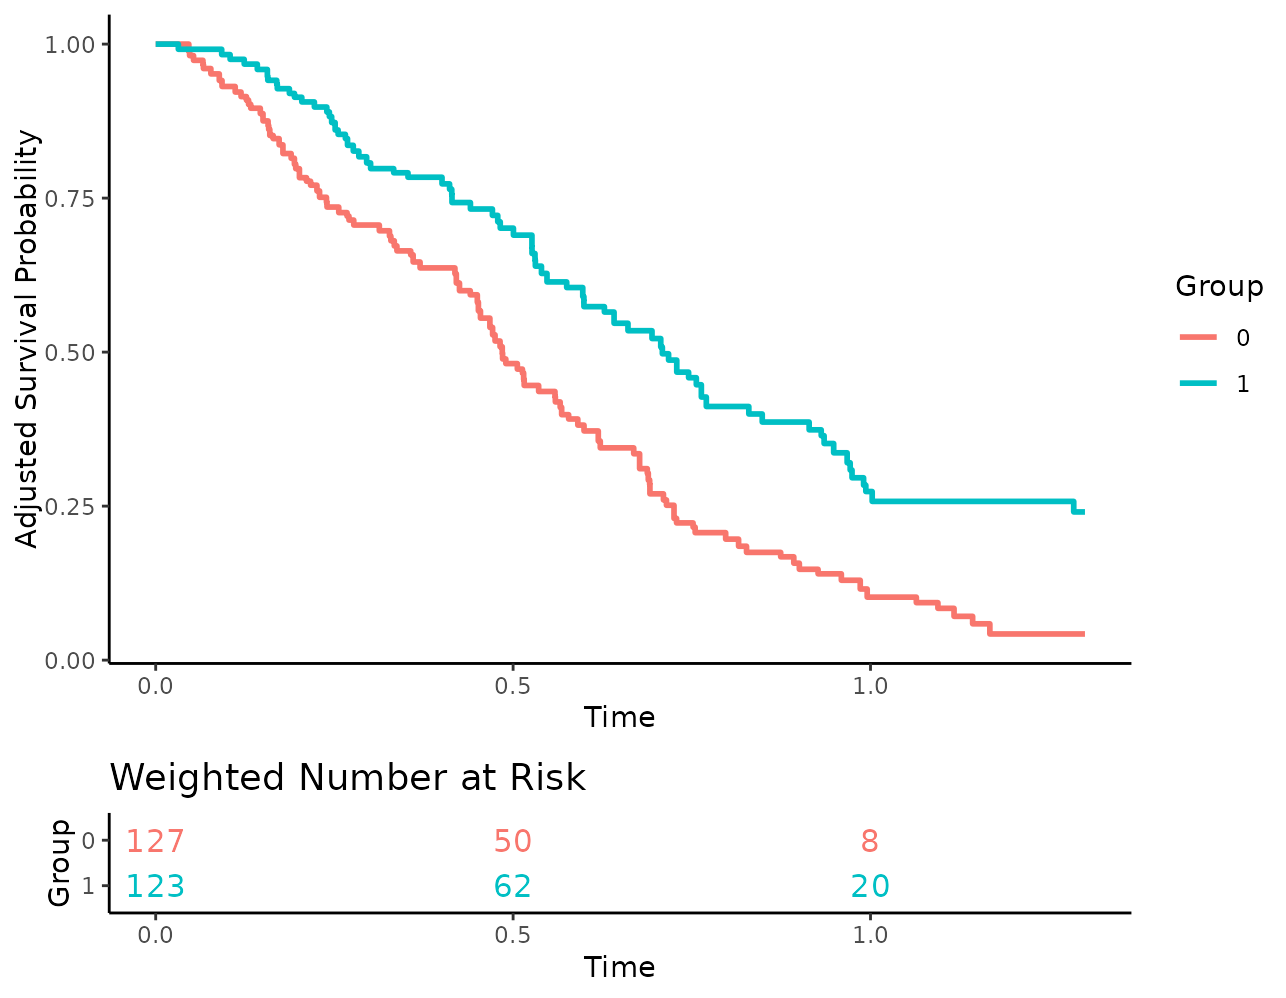 Adjusted Survival Probability
1.00
0.75
0.50
0.25
0.00
0.0 0.5 1.0
Time
Group
0
1
Weighted Number at Risk
Group
0 127 50 8
1 123 62 20
0.0 0.5 1.0
Time